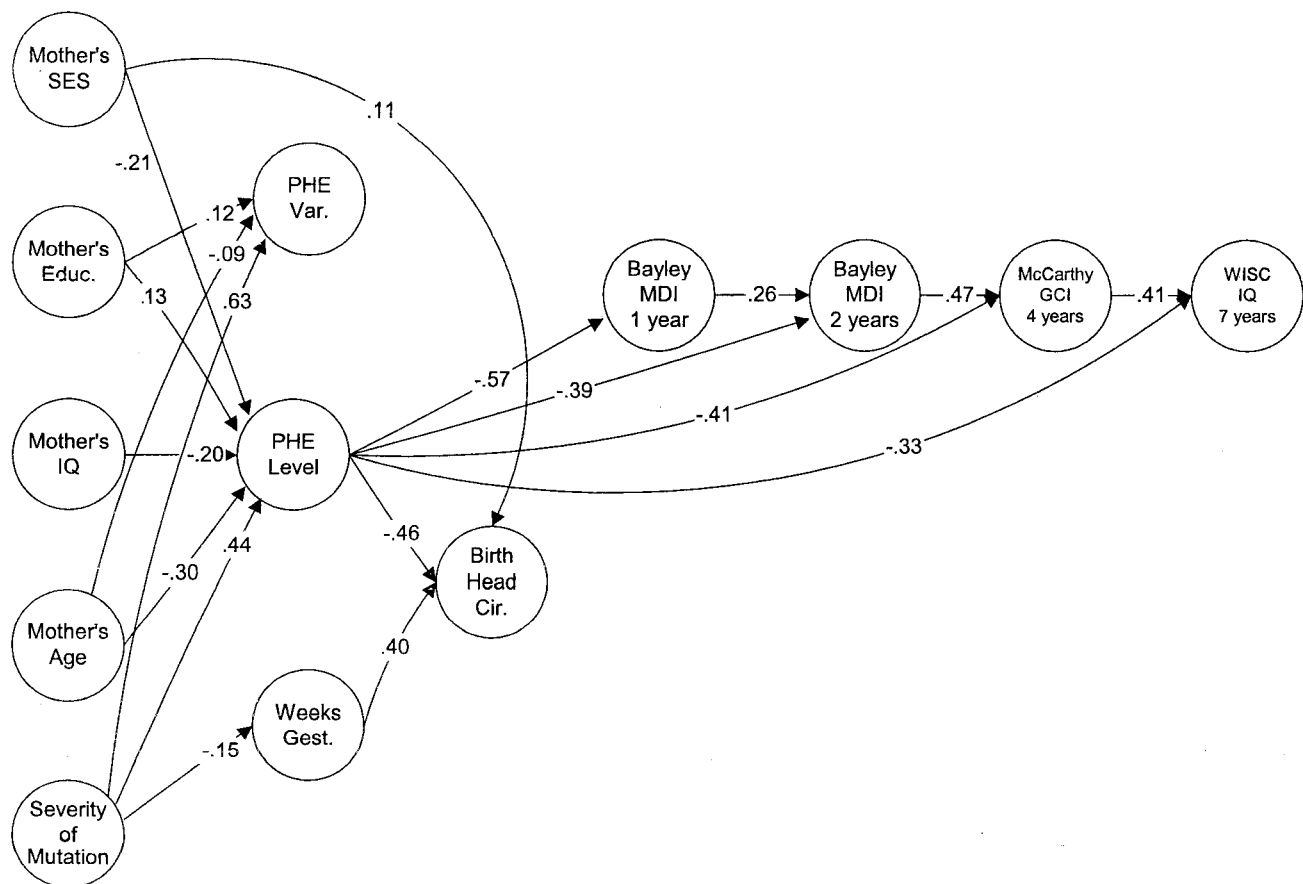 Mother's
SES
.11
-.21
PHE
Var.
Mother's
Educ.
.12
-.09
.13
.63
Bayley
MDI
1 year
.26
Bayley
MDI
2 years
.47
McCarthy
GCI
4 years
.41
WISC
IQ
7 years
-.57
-.39
-.41
-.33
Mother's
IQ
-.20
PHE
Level
-.46
.44
-.30
Birth
Head
Cir.
Mother's
Age
.40
Weeks
Gest.
-.15
Severity
of
Mutation